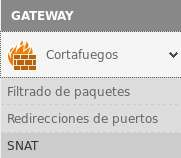 GATEWAY
Cortafuegos
Filtrado de paquetes
Redirecciones de puertos
SNAT